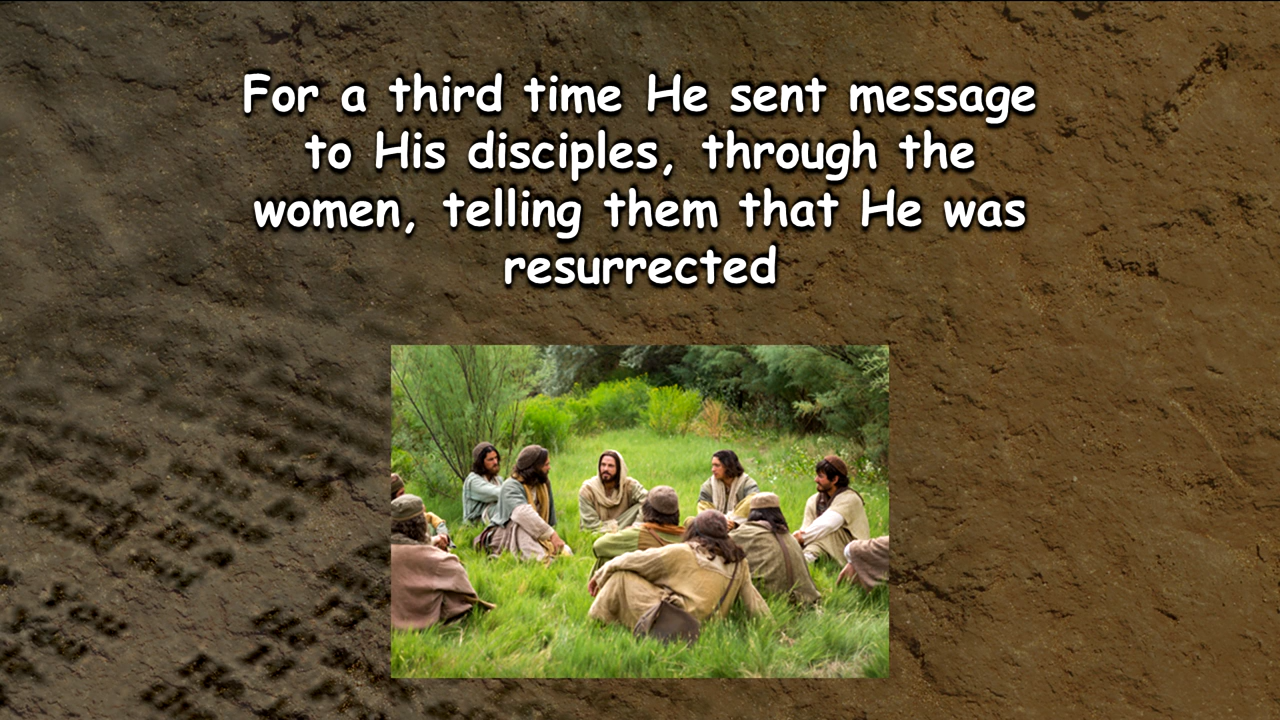 For a third time He sent message
to His disciples, through the
women, telling them that He was
resurrected